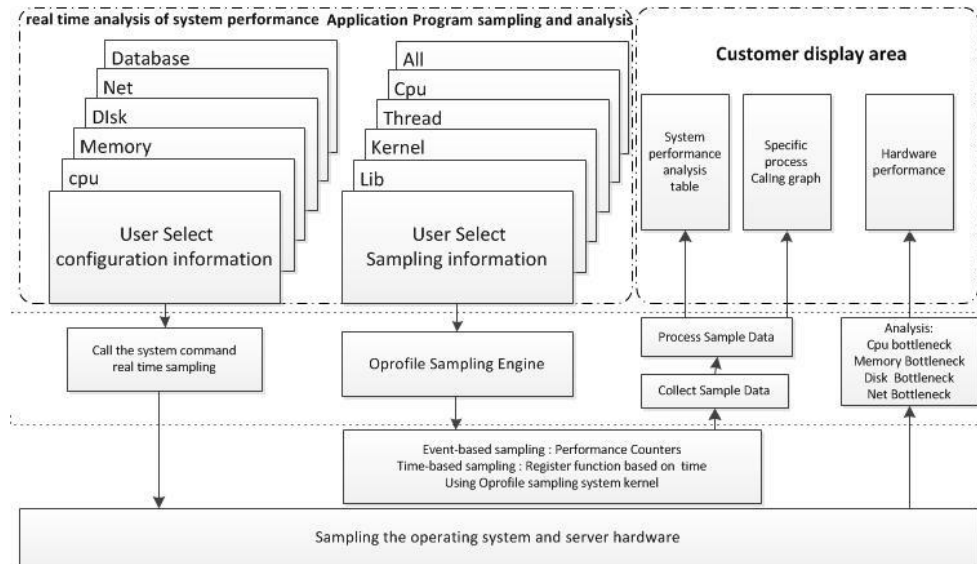 real time analysis of system performance
Application Program sampling and analysis
Database
Net
DIsk
Memory
cpu
User Select
configuration information
All
Cpu
Thread
Kernel
Lib
User Select
Sampling information
Customer display area
System
performance
analysis
table
Specific
process
Caling graph
Hardware
performance
Call the system command
real time sampling
Oprofile Sampling Engine
Process Sample Data
Collect Sample Data
Analysis:
Cpu bottleneck
Memory Bottleneck
Disk Bottleneck
Net Bottleneck
Event-based sampling : Performance Counters
Time-based sampling : Register function based on time
Using Oprofile sampling system kernel
Sampling the operating system and server hardware